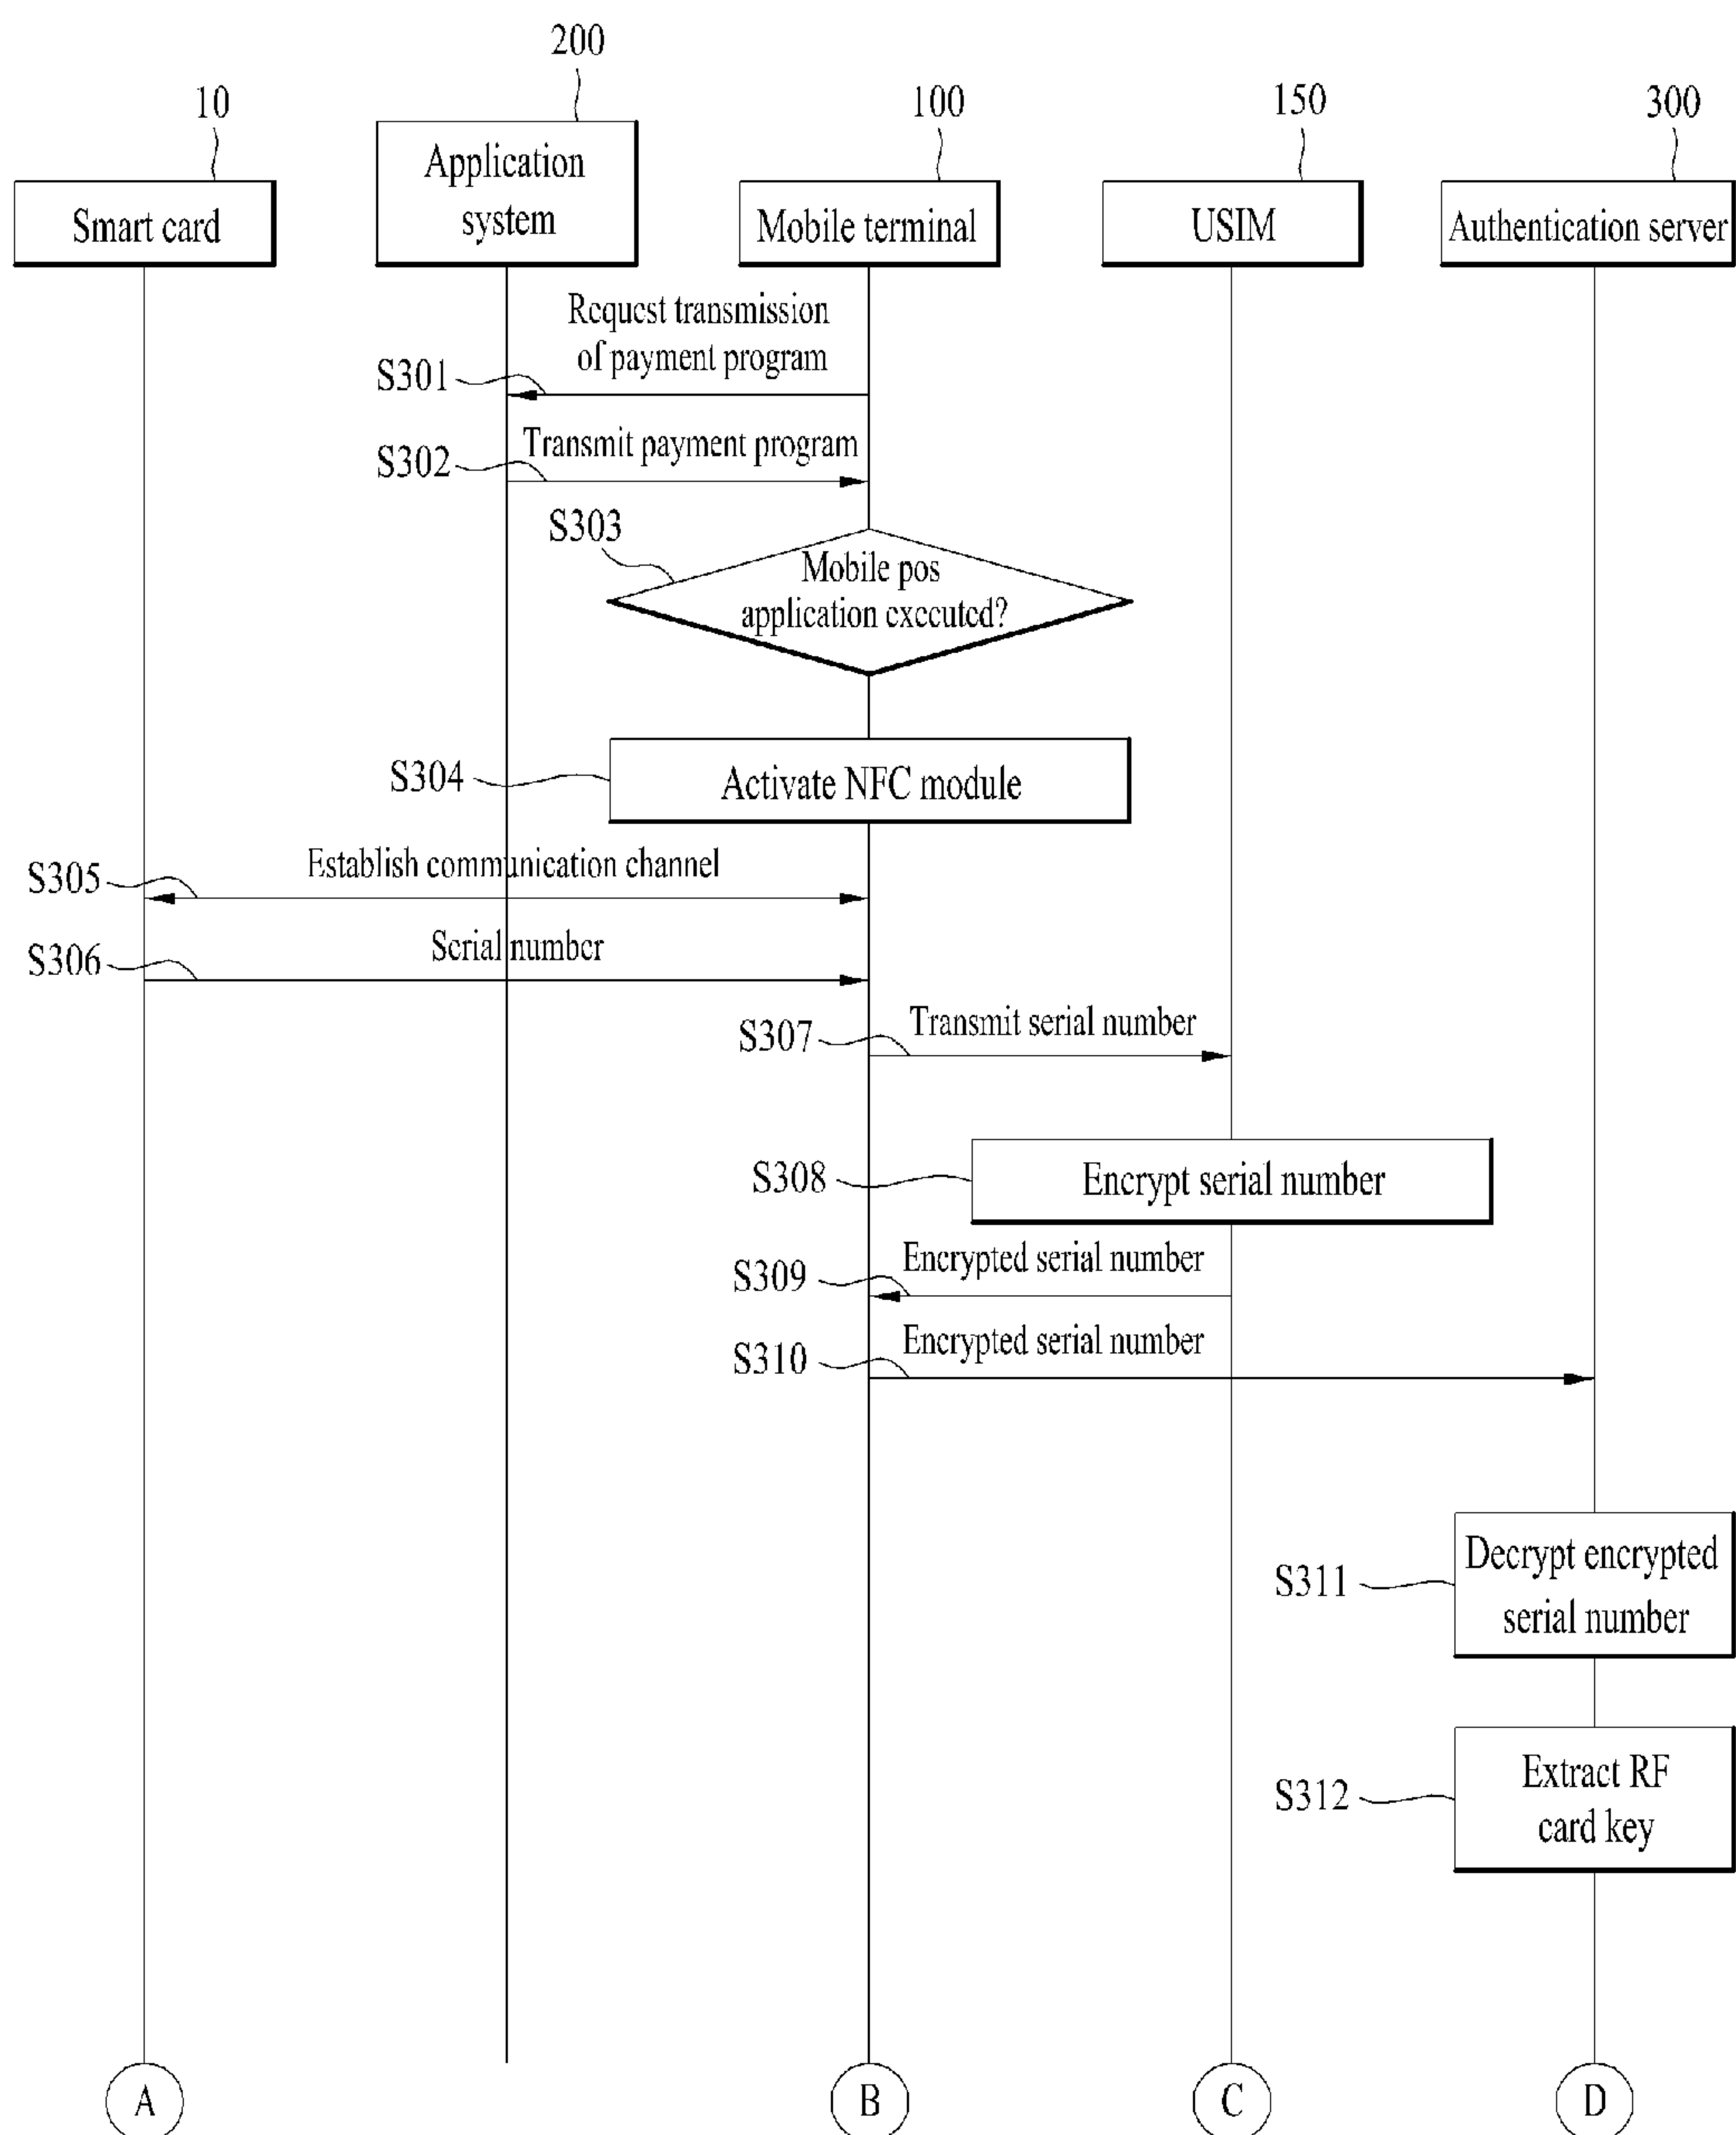 200
10
100
150
300
Application
system
Smart card
Mobile terminal
USIM
Authentication server
Request transmission
of payment program
S301
Transmit payment program
S302
S303
Mobile pos
application executed?
S304
Activate NFC module
Establish communication channel
S305
Serial number
S306
Transmit serial number
S307
S308
Encrypt serial number
Encrypted serial number
S309
Encrypted serial number
S310
Decrypt encrypted
serial number
S311
Extract RF
card key
S312
A
B
C
D